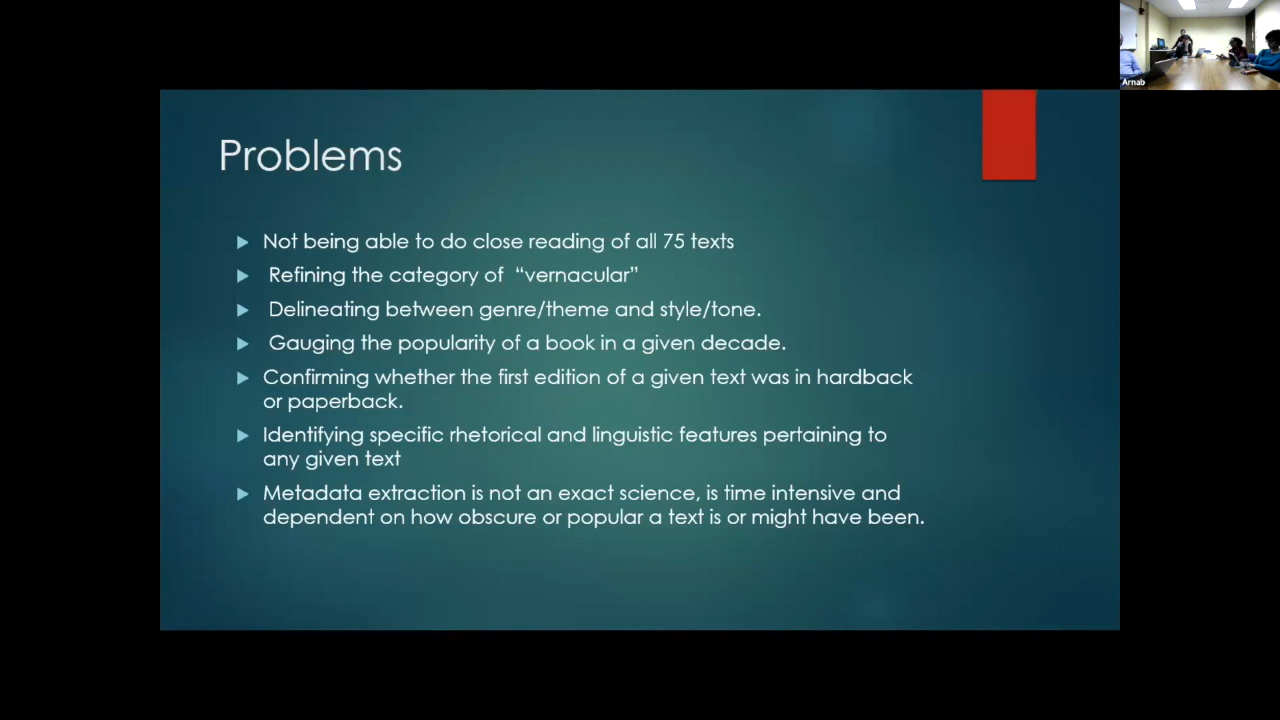 Arnab
Problems
Not being able to do close reading of all 75 texts
Refining the category of “vernacular”
Delineating between genre/theme and style/tone.
Gauging the popularity of a book in a given decade.
Confirming whether the first edition of a given text was in hardback
or paperback.
Identifying specific rhetorical and linguistic features pertaining to
any given text
Metadata extraction is not an exact science, is time intensive and
dependent on how obscure or popular a text is or might have been.